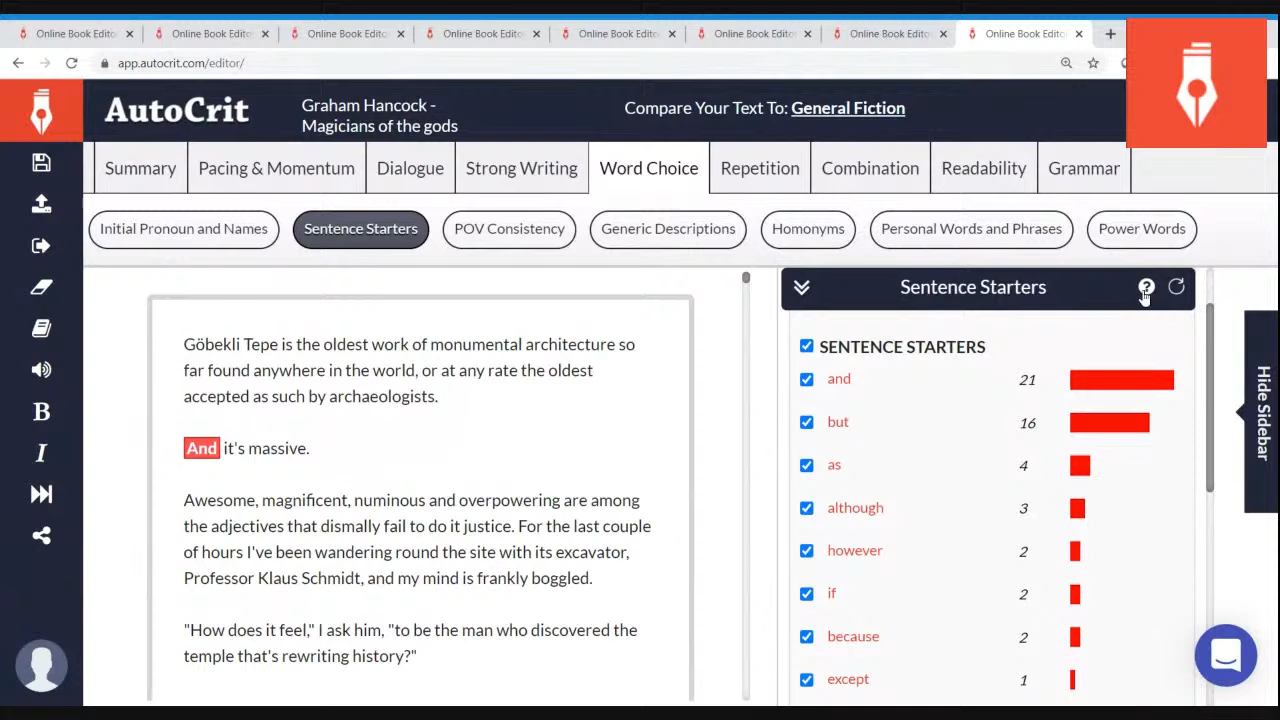 Online Book Edito
Online Book Edito
Online Book Edito
Online Book Edito
Online Book Edito
Online Book Edito
Online Book Edito
Online Book Edito
app.autocrit.com/editor/
AutoCrit
Graham Hancock -
Magicians of the gods
Compare Your Text To: General Fiction
Summary
Pacing & Momentum
Dialogue
Strong Writing
Word Choice
Repetition
Combination
Readability
Grammar
Initial Pronoun and Names
Sentence Starters
POV Consistency
Generic Descriptions
Homonyms
Personal Words and Phrases
Power Words
Göbekli Tepe is the oldest work of monumental architecture so
far found anywhere in the world, or at any rate the oldest
accepted as such by archaeologists.
And it's massive.
Awesome, magnificent, numinous and overpowering are among
the adjectives that dismally fail to do it justice. For the last couple
of hours I've been wandering round the site with its excavator,
Professor Klaus Schmidt, and my mind is frankly boggled.
"How does it feel," I ask him, "to be the man who discovered the
temple that's rewriting history?"
Sentence Starters
?
SENTENCE STARTERS
and 21
but 16
as 4
although 3
however 2
if 2
because 2
except 1
Hide Sidebar
B
I